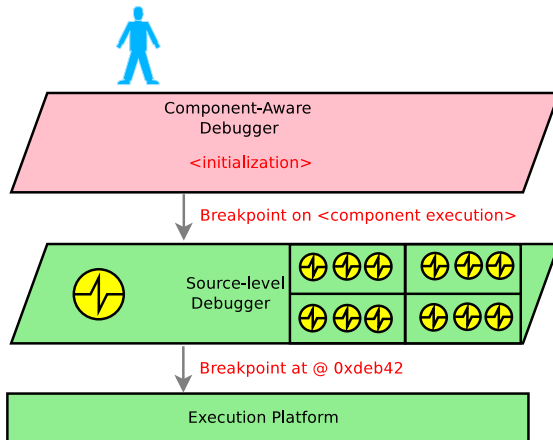 Component-Aware
Debugger
<initialization>
Breakpoint on <component execution>
Source-level
Debugger
Breakpoint at @ 0xdeb42
Execution Platform